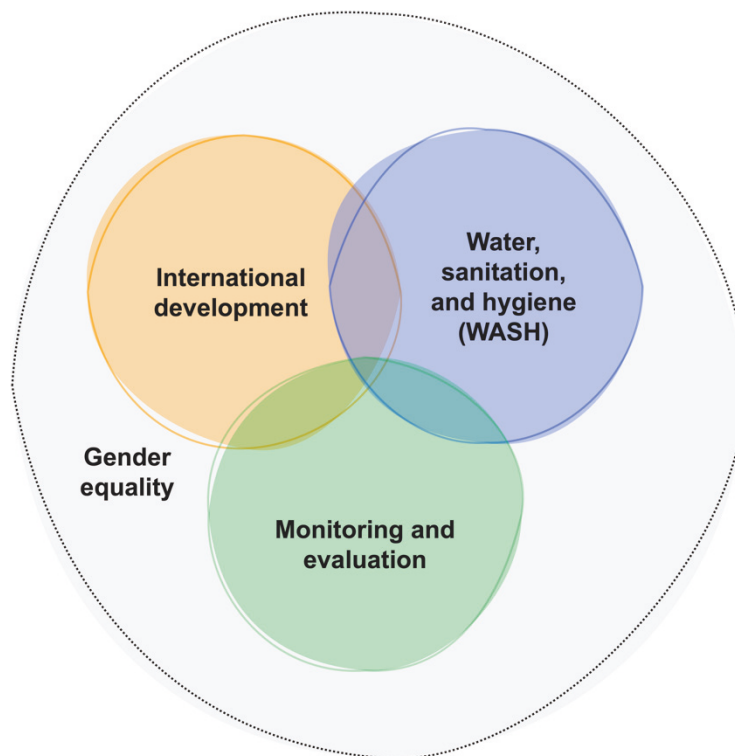 International
development
Water,
sanitation,
and hygiene
(WASH)
Gender
equality
Monitoring and
evaluation